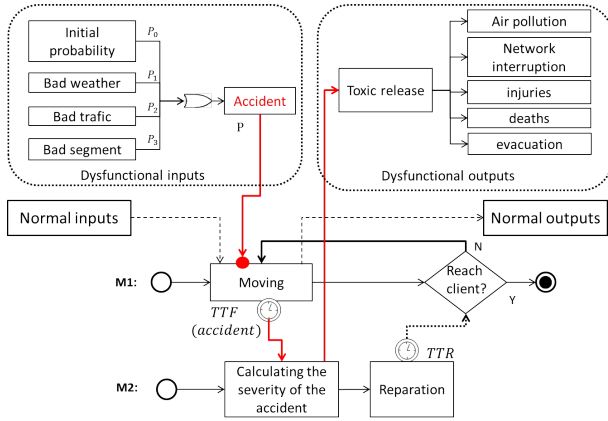 Initial
probability
P0
Bad weather
P1
Bad trafic
P2
Bad segment
P3
Accident
P
Dysfunctional inputs
Toxic release
Air pollution
Network
interruption
injuries
deaths
evacuation
Dysfunctional outputs
Normal inputs
Normal outputs
M1:
Moving
TTF
(accident)
N
Reach
client?
Y
M2:
Calculating the
severity of the
accident
Reparation
TTR